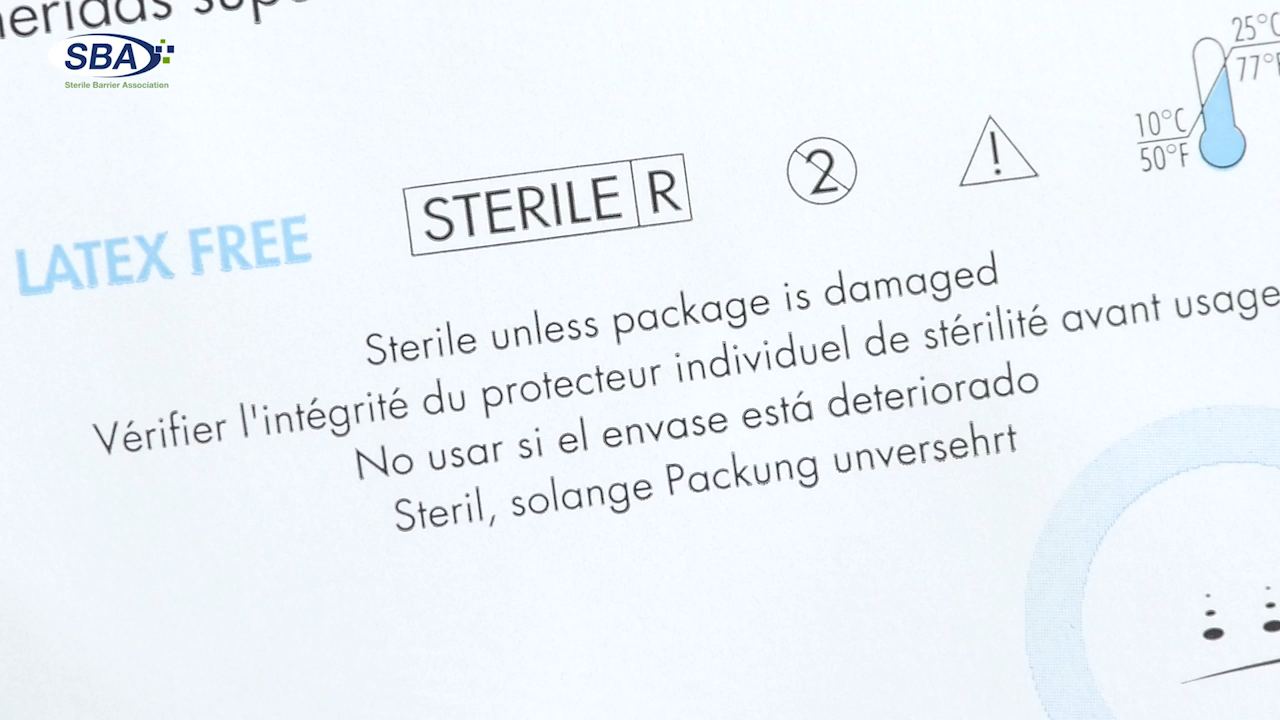 SBA
Sterile Barrier Association
25°C
77°F
10°C
50°F
STERILE R
2
!
LATEX FREE
Sterile unless package is damaged
Vérifier l'intégrité du protecteur individuel de stérilité avant usage
No usar si el envase está deteriorado
Steril, solange Packung unversehrt